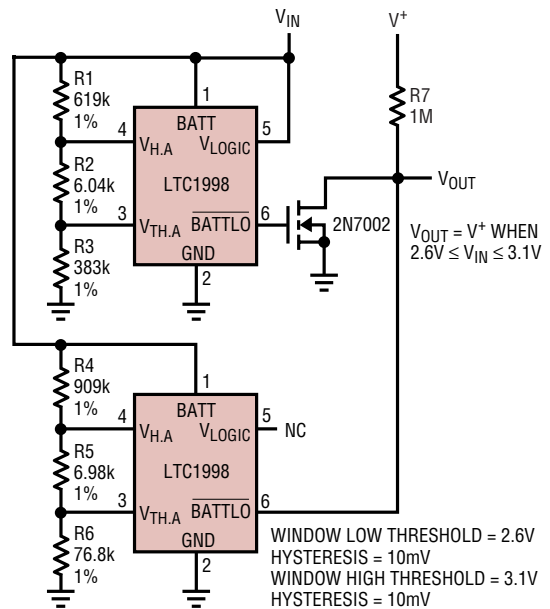 VIN
V+
R1
619k
1%
R2
6.04k
1%
R3
383k
1%
1
BATT
4
VH.A
VLOGIC
5
LTC1998
3
VTH.A
BATTLO
6
GND
2
2N7002
R7
1M
VOUT
VOUT = V+ WHEN
2.6V ≤ VIN ≤ 3.1V
R4
909k
1%
R5
6.98k
1%
R6
76.8k
1%
1
BATT
4
VH.A
VLOGIC
5
NC
LTC1998
3
VTH.A
BATTLO
6
GND
2
WINDOW LOW THRESHOLD = 2.6V
HYSTERESIS = 10mV
WINDOW HIGH THRESHOLD = 3.1V
HYSTERESIS = 10mV